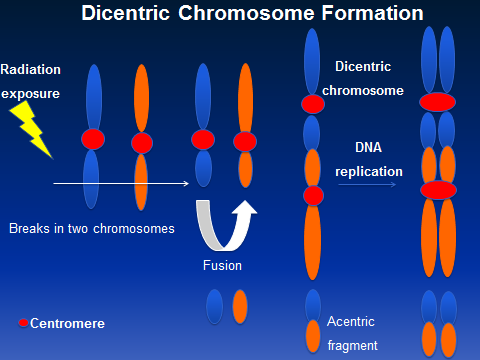 Dicentric Chromosome Formation
Radiation
exposure
Dicentric
chromosome
DNA
replication
Breaks in two chromosomes
Fusion
Centromere
Acentric
fragment